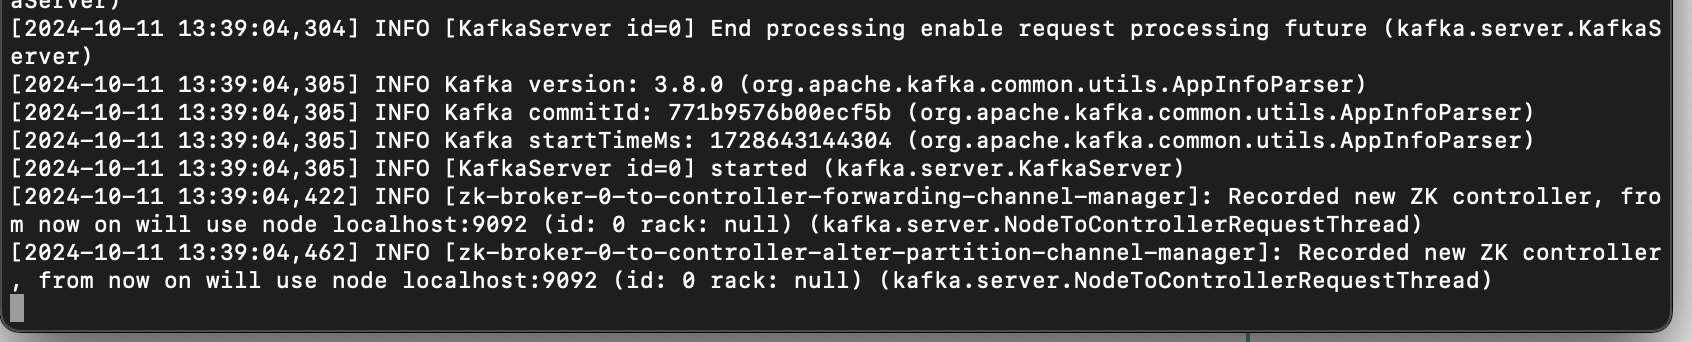 aServer)
[2024-10-11 13:39:04,304] INFO [KafkaServer id=0] End processing enable request processing future (kafka.server.KafkaS
erver)
[2024-10-11 13:39:04,305] INFO Kafka version: 3.8.0 (org.apache.kafka.common.utils.AppInfoParser)
[2024-10-11 13:39:04,305] INFO Kafka commitId: 771b9576b00ecf5b (org.apache.kafka.common.utils.AppInfoParser)
[2024-10-11 13:39:04,305] INFO Kafka startTimeMs: 1728643144304 (org.apache.kafka.common.utils.AppInfoParser)
[2024-10-11 13:39:04,305] INFO [KafkaServer id=0] started (kafka.server.KafkaServer)
[2024-10-11 13:39:04,422] INFO [zk-broker-0-to-controller-forwarding-channel-manager]: Recorded new ZK controller, fro
m now on will use node localhost:9092 (id: 0 rack: null) (kafka.server.NodeToControllerRequestThread)
[2024-10-11 13:39:04,462] INFO [zk-broker-0-to-controller-alter-partition-channel-manager]: Recorded new ZK controller
, from now on will use node localhost:9092 (id: 0 rack: null) (kafka.server.NodeToControllerRequestThread)